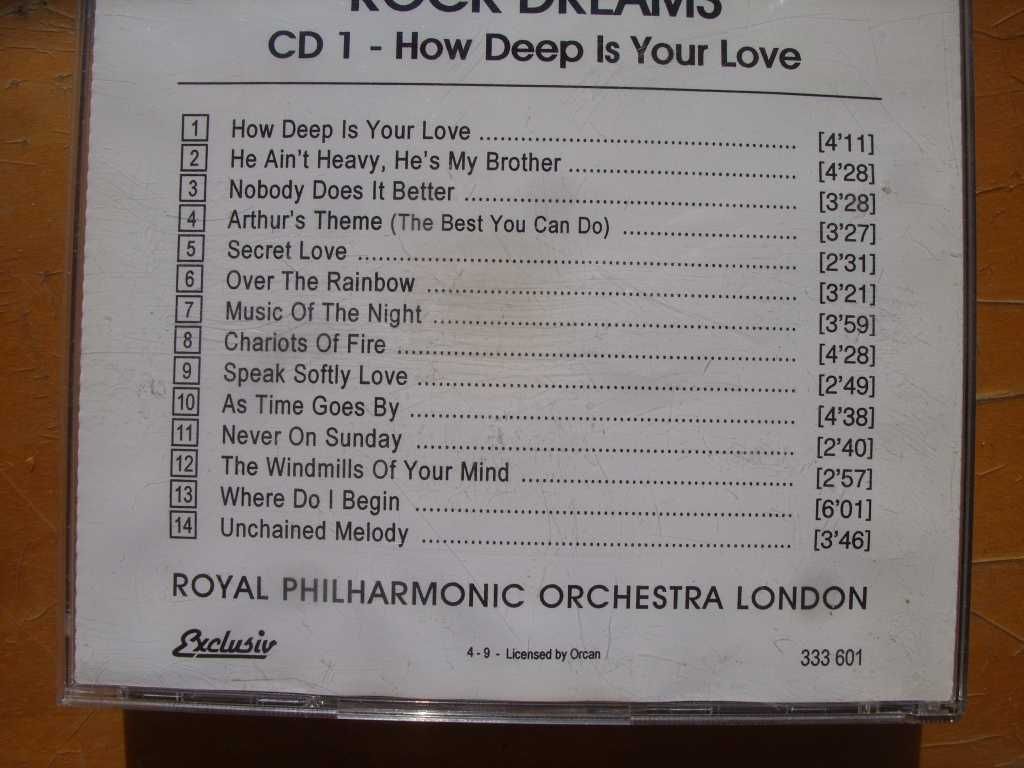 ROCK DREAMS
CD 1 - How Deep Is Your Love
1 How Deep Is Your Love [4'11]
2 He Ain't Heavy, He's My Brother [4'28]
3 Nobody Does It Better [3'28]
4 Arthur's Theme (The Best You Can Do) [3'27]
5 Secret Love [2'31]
6 Over The Rainbow [3'21]
7 Music Of The Night [3'59]
8 Chariots Of Fire [4'28]
9 Speak Softly Love [2'49]
10 As Time Goes By [4'38]
11 Never On Sunday [2'40]
12 The Windmills Of Your Mind [2'57]
13 Where Do I Begin [6'01]
14 Unchained Melody [3'46]
ROYAL PHILHARMONIC ORCHESTRA LONDON
Exclusiv 4 - 9 - Licensed by Orcan 333 601